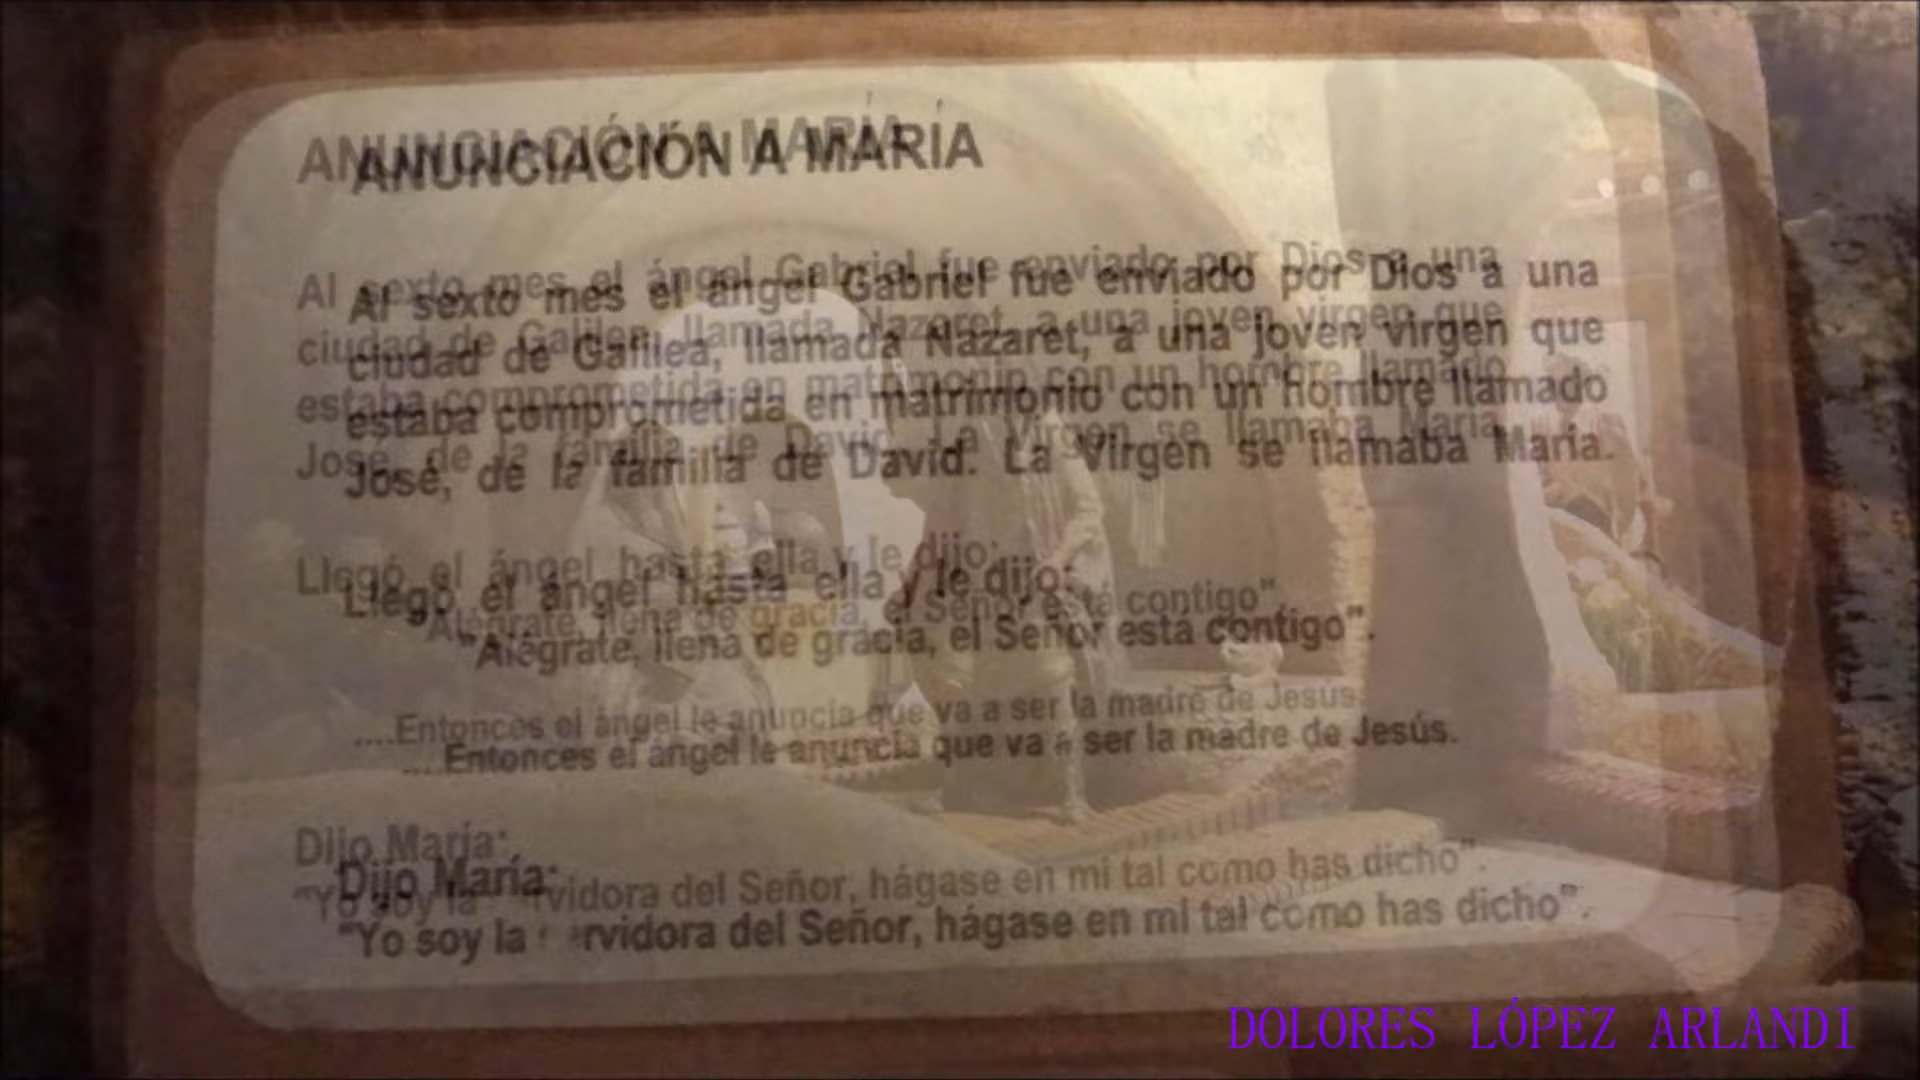 ANUNCIACIÓN A MARÍA
Al sexto mes el ángel Gabriel fue enviado por Dios a una
ciudad de Galilea, llamada Nazaret, a una joven virgen que
estaba comprometida en matrimonio con un hombre llamado
José, de la familia de David. La Virgen se llamaba María.
Llegó el ángel hasta ella y le dijo:
"Alégrate, llena de gracia, el Señor está contigo".
....Entonces el ángel le anuncia que va a ser la madre de Jesús.
Dijo María:
"Yo soy la rvidora del Señor, hágase en mí tal como has dicho".
DOLORES LÓPEZ ARLANDI